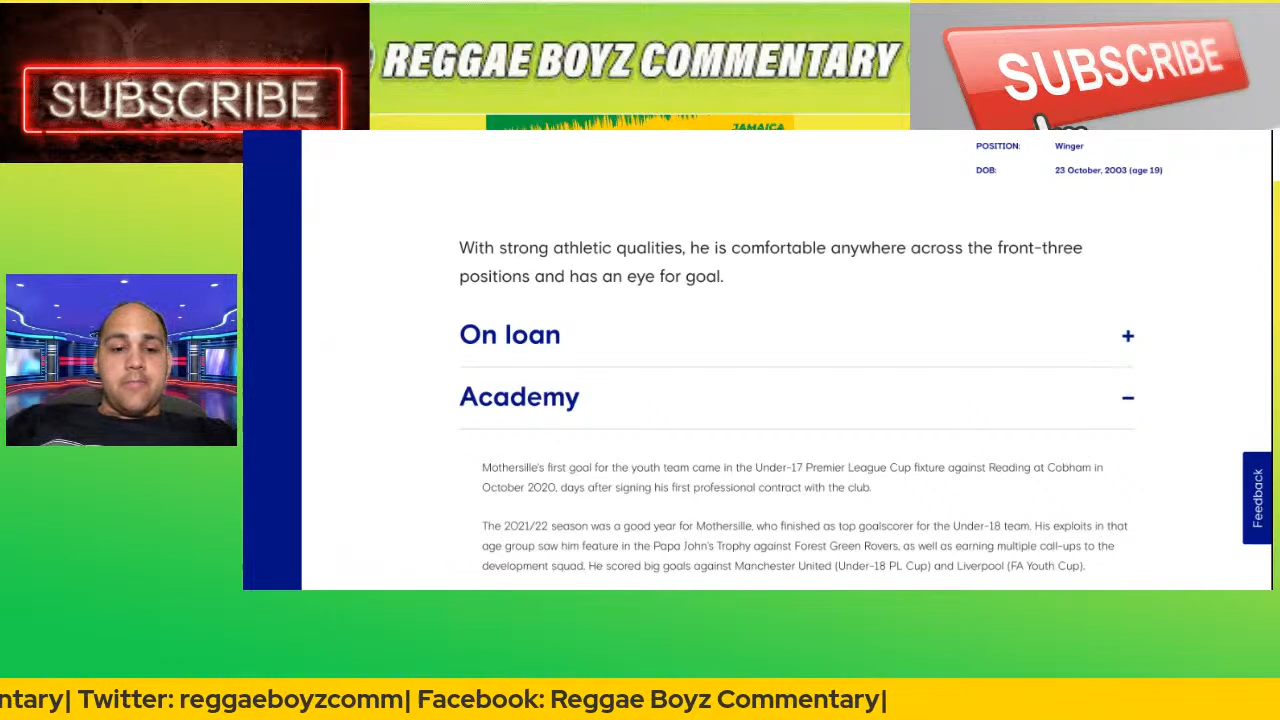 SUBSCRIBE
REGGAE BOYZ COMMENTARY
SUBSCRIBE
JAMAICA
POSITION: Winger
DOB: 23 October, 2003 (age 19)
With strong athletic qualities, he is comfortable anywhere across the front-three
positions and has an eye for goal.
On loan +
Academy –
Mothersille's first goal for the youth team came in the Under-17 Premier League Cup fixture against Reading at Cobham in
October 2020, days after signing his first professional contract with the club.
The 2021/22 season was a good year for Mothersille, who finished as top goalscorer for the Under-18 team. His exploits in that
age group saw him feature in the Papa John's Trophy against Forest Green Rovers, as well as earning multiple call-ups to the
development squad. He scored big goals against Manchester United (Under-18 PL Cup) and Liverpool (FA Youth Cup).
Feedback
ntary| Twitter: reggaeboyzcomm| Facebook: Reggae Boyz Commentary|